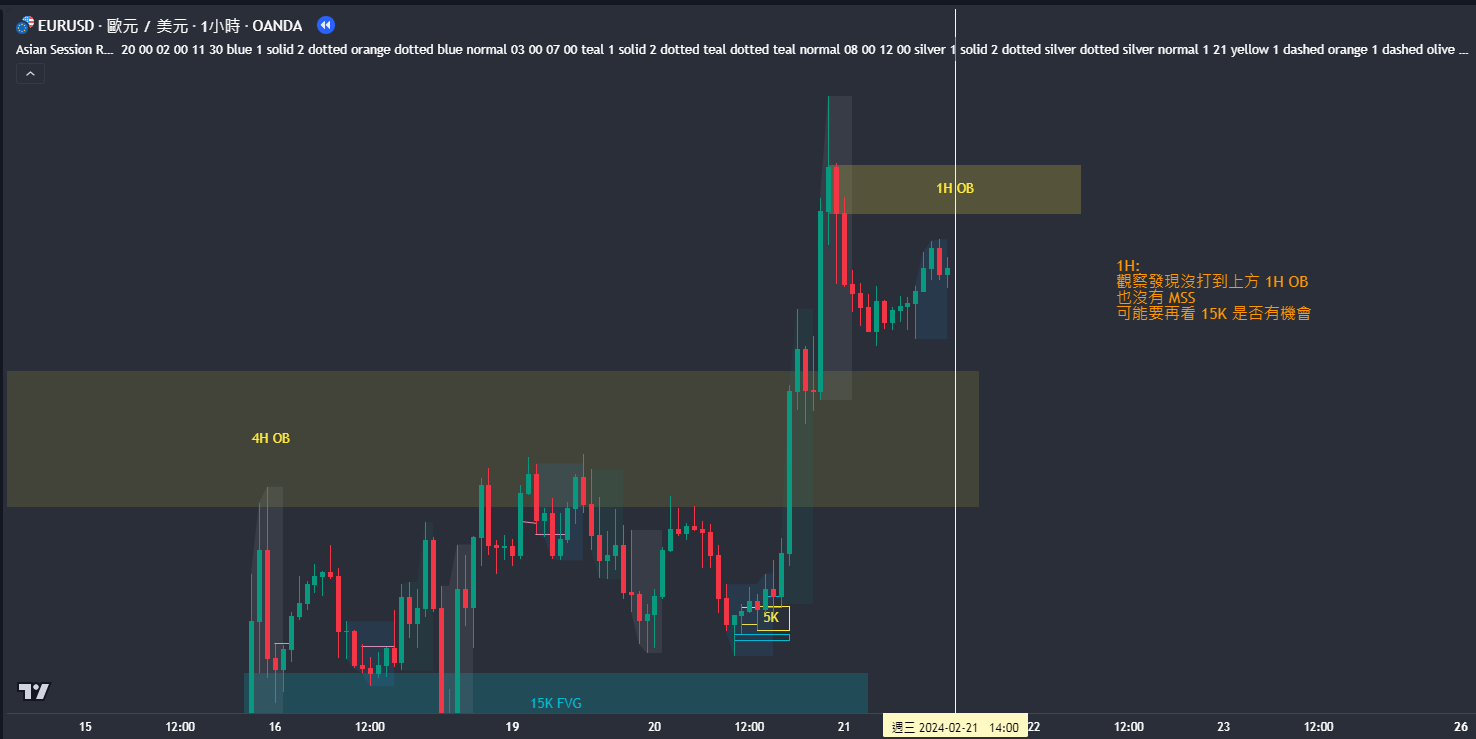 EURUSD · 歐元 / 美元 · 1小時 · OANDA
Asian Session R... 20 00 02 00 11 30 blue 1 solid 2 dotted orange dotted blue normal 03 00 07 00 teal 1 solid 2 dotted teal dotted teal normal 08 00 12 00 silver 1 solid 2 dotted silver dotted silver normal 1 21 yellow 1 dashed orange 1 dashed olive ...
1H OB
1H:
觀察發現沒打到上方 1H OB
也沒有 MSS
可能要再看 15K 是否有機會
4H OB
5K
15K FVG
15 12:00 16 12:00 19 20 12:00 21 週三 2024-02-21 14:00 22 12:00 23 12:00 26